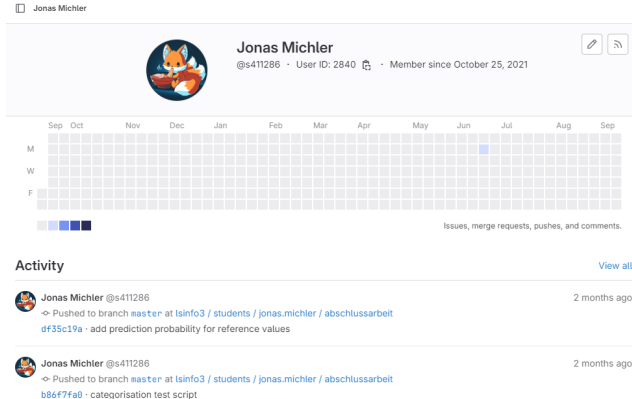 Jonas Michler
Jonas Michler
@s411286 · User ID: 2840 · Member since October 25, 2021
Sep Oct Nov Dec Jan Feb Mar Apr May Jun Jul Aug Sep
M
W
F
Issues, merge requests, pushes, and comments.
Activity View all
Jonas Michler @s411286 2 months ago
Pushed to branch master at lsinfo3 / students / jonas.michler / abschlussarbeit
df35c19a · add prediction probability for reference values
Jonas Michler @s411286 2 months ago
Pushed to branch master at lsinfo3 / students / jonas.michler / abschlussarbeit
b86f7fa0 · categorisation test script